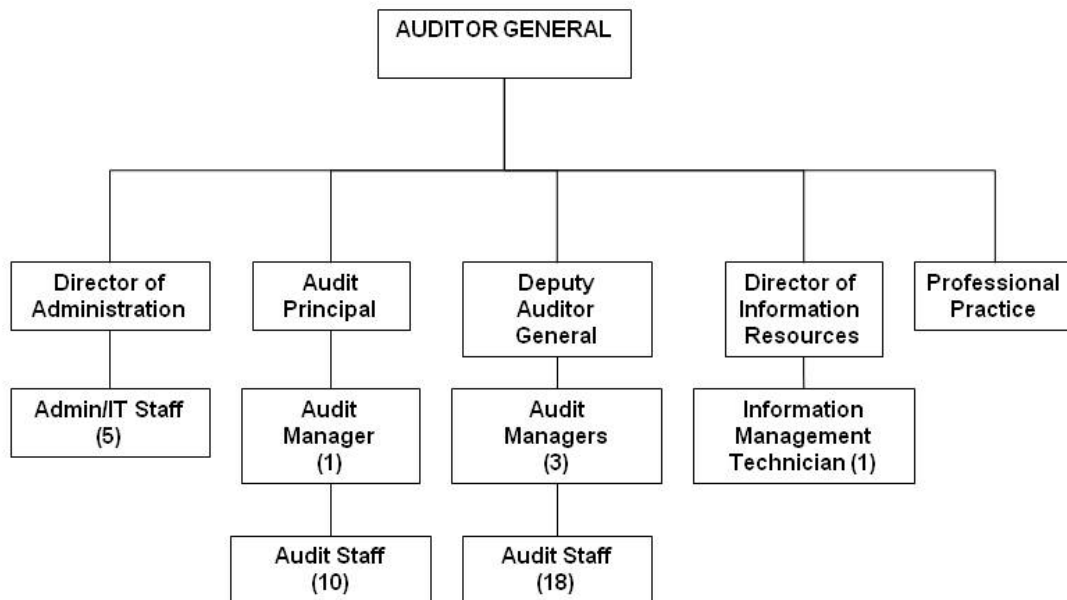 AUDITOR GENERAL
Director of
Administration
Audit
Principal
Deputy
Auditor
General
Director of
Information
Resources
Professional
Practice
Admin/IT Staff
(5)
Audit
Manager
(1)
Audit
Managers
(3)
Information
Management
Technician (1)
Audit Staff
(10)
Audit Staff
(18)